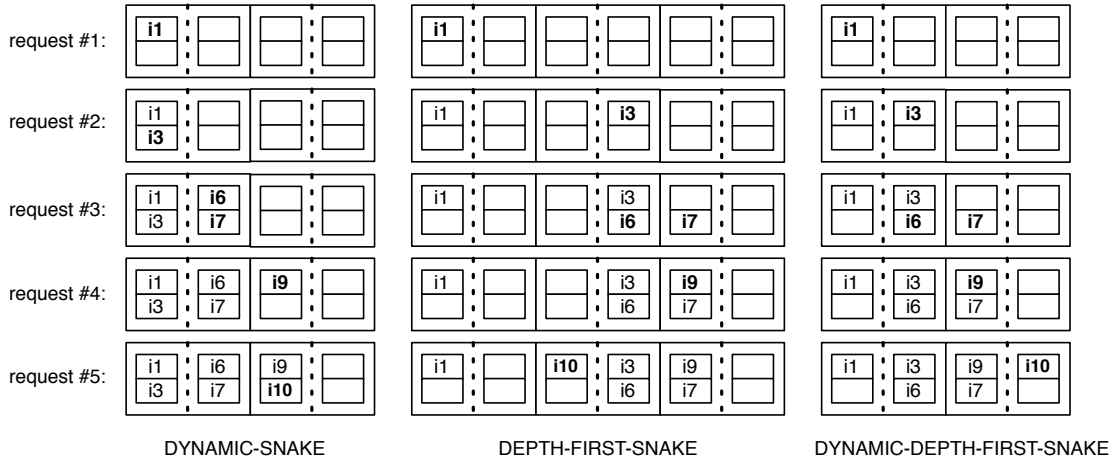 request #1: i1 i1 i1
request #2: i1 i1 i3 i1 i3
i3
request #3: i1 i6 i1 i3 i1 i3
i3 i7 i6 i7 i6 i7
request #4: i1 i6 i9 i1 i3 i9 i1 i3 i9
i3 i7 i6 i7 i6 i7
request #5: i1 i6 i9 i1 i10 i3 i9 i1 i3 i9 i10
i3 i7 i10 i6 i7 i6 i7
DYNAMIC-SNAKE DEPTH-FIRST-SNAKE DYNAMIC-DEPTH-FIRST-SNAKE